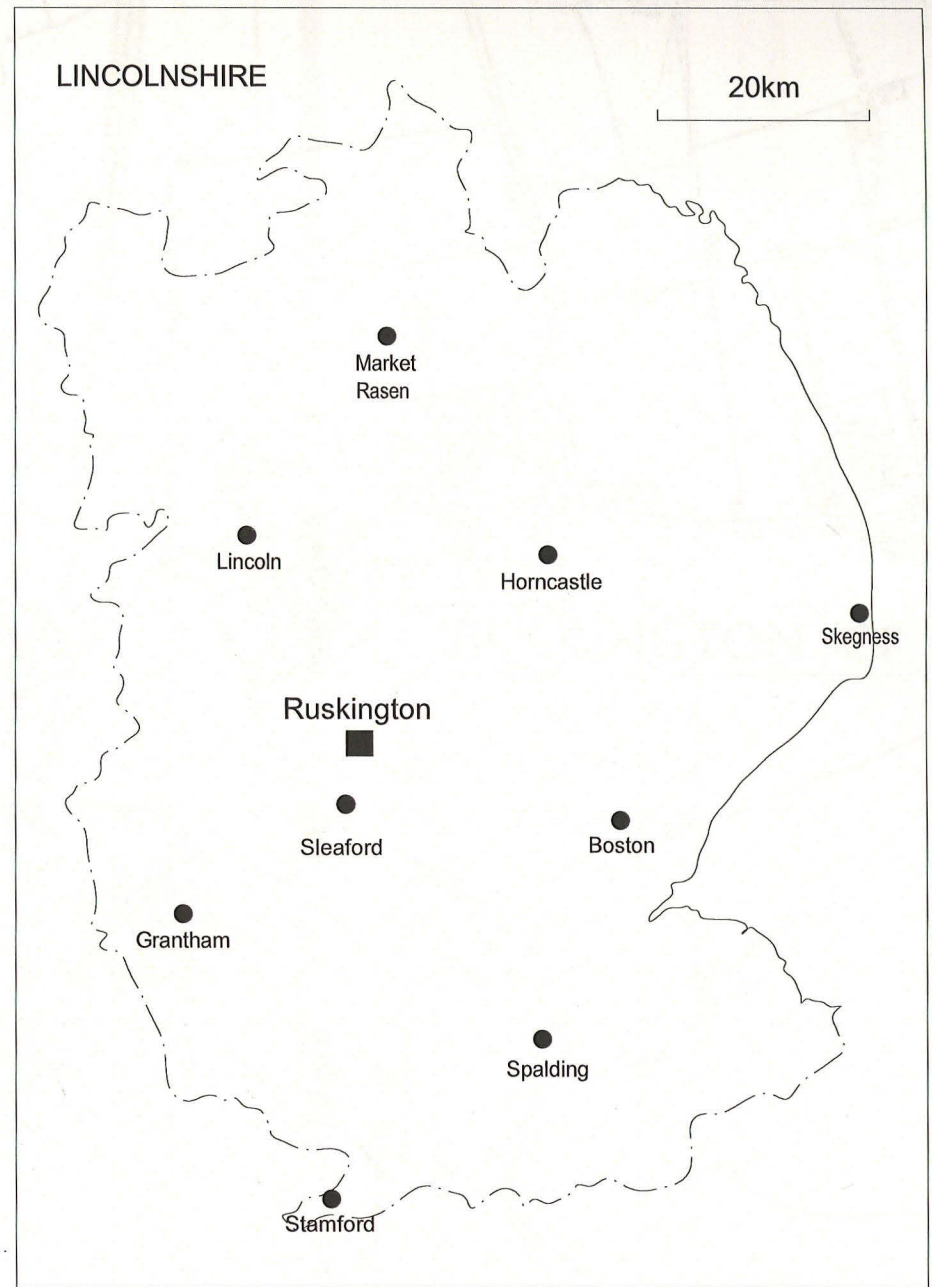 LINCOLNSHIRE
20km
Market
Rasen
Lincoln
Horncastle
Skegness
Ruskington
Sleaford
Boston
Grantham
Spalding
Stamford